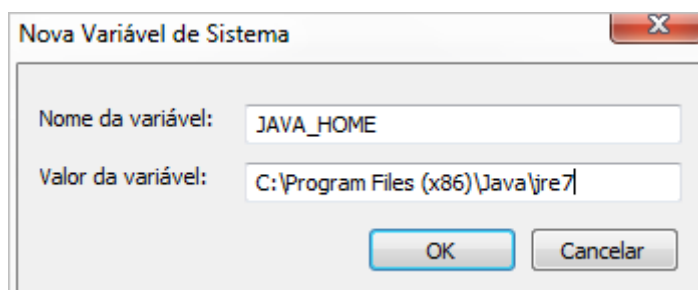 Nova Variável de Sistema
Nome da variável: JAVA_HOME
Valor da variável: C:\Program Files (x86)\Java\jre7
OK Cancelar